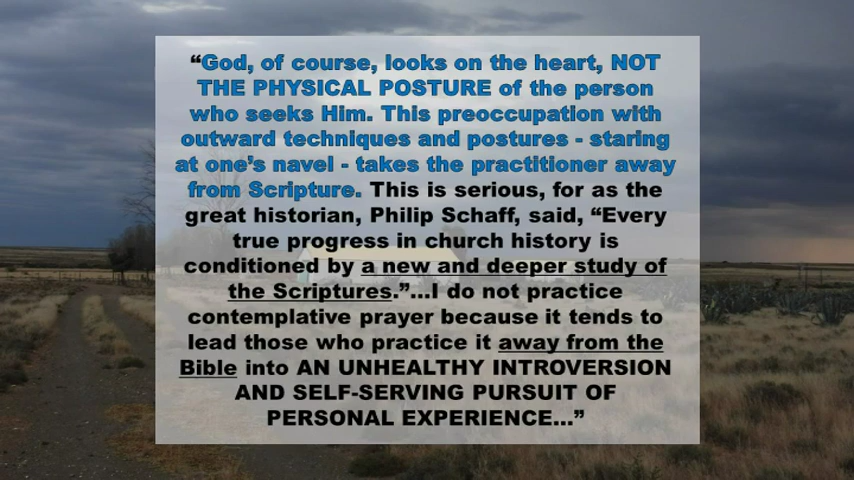 “God, of course, looks on the heart, NOT
THE PHYSICAL POSTURE of the person
who seeks Him. This preoccupation with
outward techniques and postures - staring
at one’s navel - takes the practitioner away
from Scripture. This is serious, for as the
great historian, Philip Schaff, said, “Every
true progress in church history is
conditioned by a new and deeper study of
the Scriptures.”...I do not practice
contemplative prayer because it tends to
lead those who practice it away from the
Bible into AN UNHEALTHY INTROVERSION
AND SELF-SERVING PURSUIT OF
PERSONAL EXPERIENCE...”